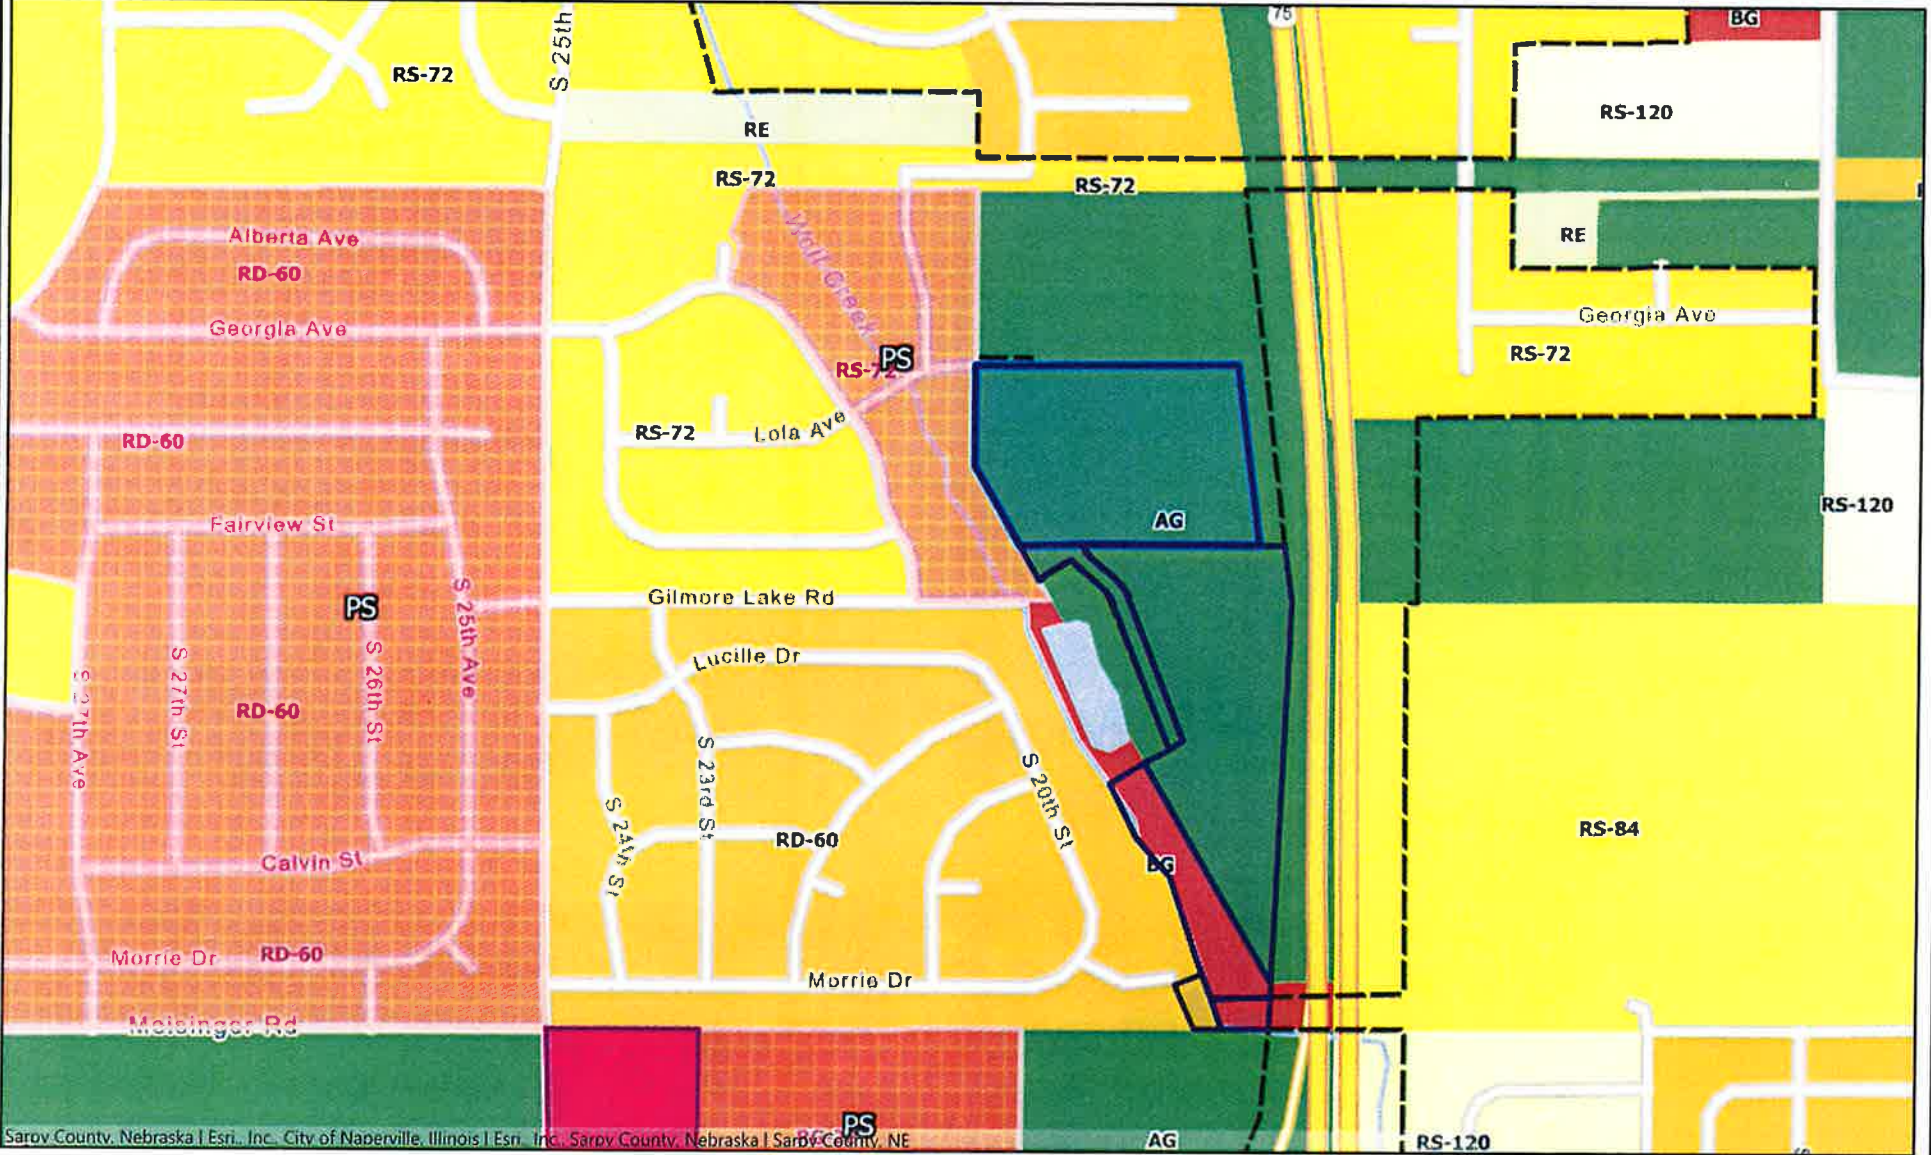 75
BG
S 25th
RS-72
RS-120
RE
RS-72
RS-72
Alberta Ave
RE
RD-60
Wolf Creek
Georgia Ave
Georgia Ave
RS-72
PS
RS-72
RD-60
RS-72
Lola Ave
RS-120
AG
Fairview St
S 25th Ave
Gilmore Lake Rd
PS
S 27th St
S 26th St
Lucille Dr
S 27th Ave
RD-60
S 23rd St
S 20th St
S 24th St
RD-60
RS-84
Calvin St
BG
Morrie Dr
RD-60
Morrie Dr
Meisinger Rd
PS
Sarpy County, Nebraska | Esri, Inc., City of Naperville, Illinois | Esri, Inc., Sarpy County, Nebraska | Sarpy County, NE
AG
RS-120